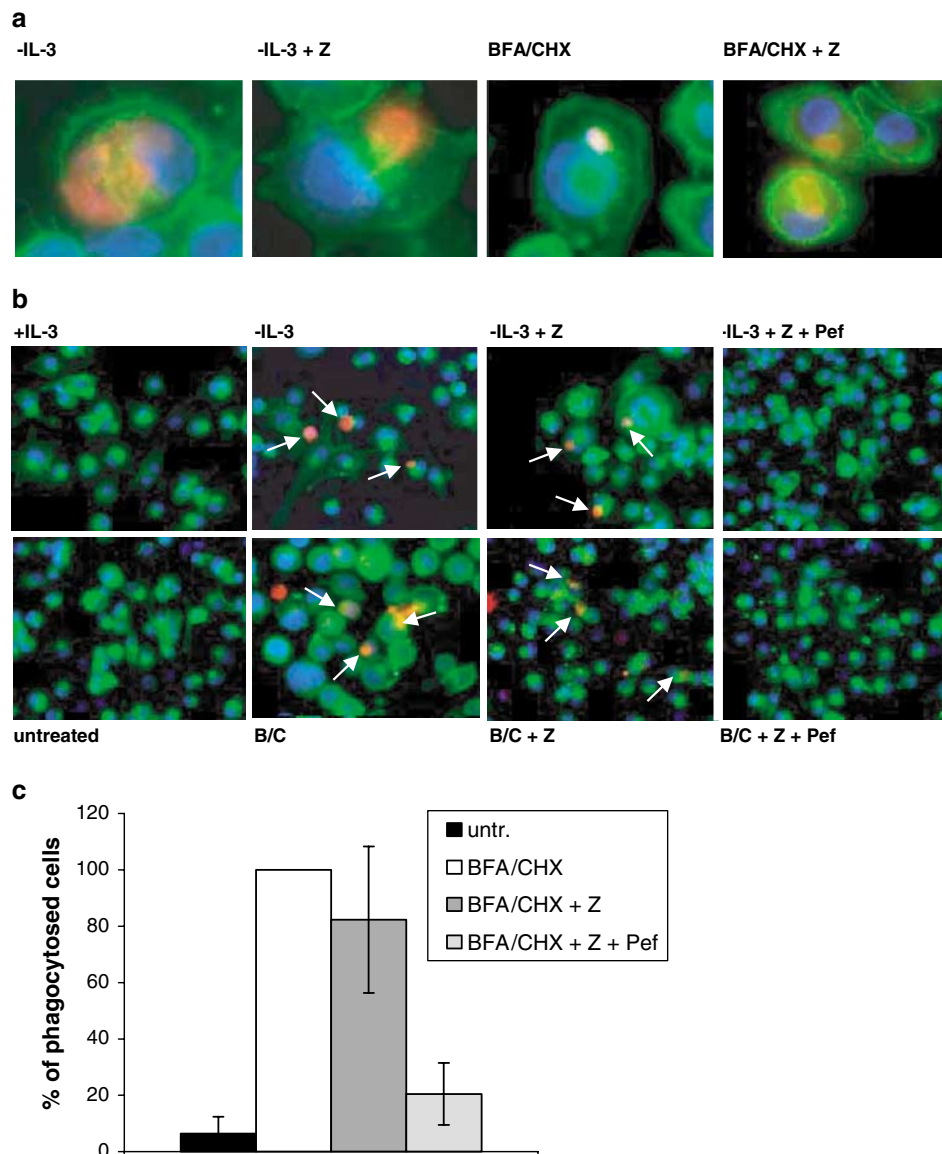 a
-IL-3 -IL-3 + Z BFA/CHX BFA/CHX + Z
b
+IL-3 -IL-3 -IL-3 + Z -IL-3 + Z + Pef
untreated B/C B/C + Z B/C + Z + Pef
c
% of phagocytosed cells
120
100
80
60
40
20
0
untr.
BFA/CHX
BFA/CHX + Z
BFA/CHX + Z + Pef